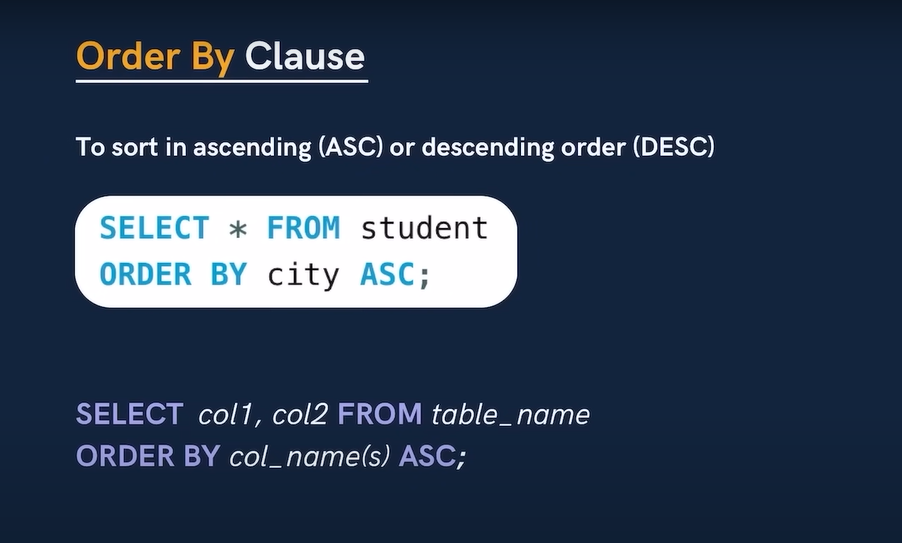 Order By Clause
To sort in ascending (ASC) or descending order (DESC)
SELECT * FROM student
ORDER BY city ASC;
SELECT col1, col2 FROM table_name
ORDER BY col_name(s) ASC;